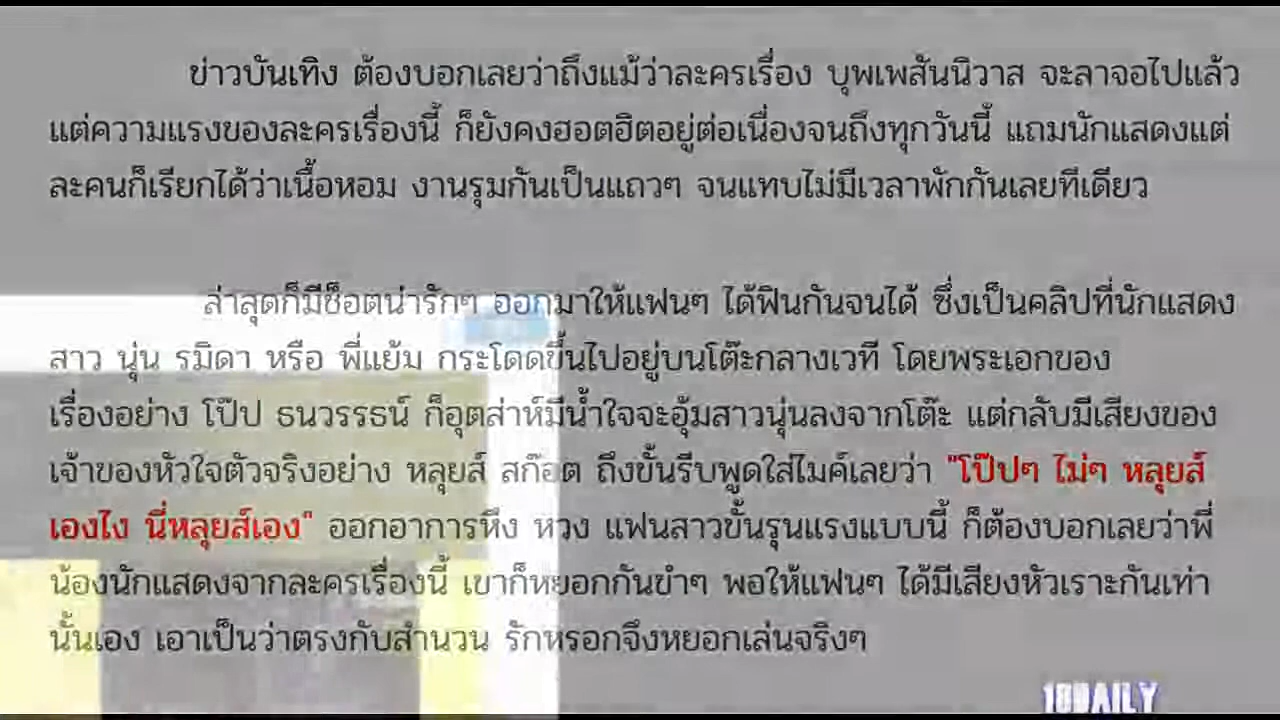 ข่าวบันเทิง ต้องบอกเลยว่าถึงแม้ว่าละครเรื่อง บุพเพสันนิวาส จะลาจอไปแล้ว
แต่ความแรงของละครเรื่องนี้ ก็ยังคงฮอตฮิตอยู่ต่อเนื่องจนถึงทุกวันนี้ แถมนักแสดงแต่
ละคนก็เรียกได้ว่าเนื้อหอม งานรุมกันเป็นแถวๆ จนแทบไม่มีเวลาพักกันเลยทีเดียว
ล่าสุดก็มีช็อตน่ารักๆ ออกมาให้แฟนๆ ได้ฟินกันจนได้ ซึ่งเป็นคลิปที่นักแสดง
สาว นุ่น รมิดา หรือ พี่แย้ม กระโดดขึ้นไปอยู่บนโต๊ะกลางเวที โดยพระเอกของ
เรื่องอย่าง โป๊ป ธนวรรธน์ ก็อุตส่าห์มีน้ำใจจะอุ้มสาวนุ่นลงจากโต๊ะ แต่กลับมีเสียงของ
เจ้าของหัวใจตัวจริงอย่าง หลุยส์ สก๊อต ถึงขั้นรีบพูดใส่ไมค์เลยว่า "โป๊ปๆ ไม่ๆ หลุยส์
เองไง นี่หลุยส์เอง" ออกอาการหึง หวง แฟนสาวขั้นรุนแรงแบบนี้ ก็ต้องบอกเลยว่าพี่
น้องนักแสดงจากละครเรื่องนี้ เขาก็หยอกกันขำๆ พอให้แฟนๆ ได้มีเสียงหัวเราะกันเท่า
นั้นเอง เอาเป็นว่าตรงกับสำนวน รักหรอกจึงหยอกเล่นจริงๆ